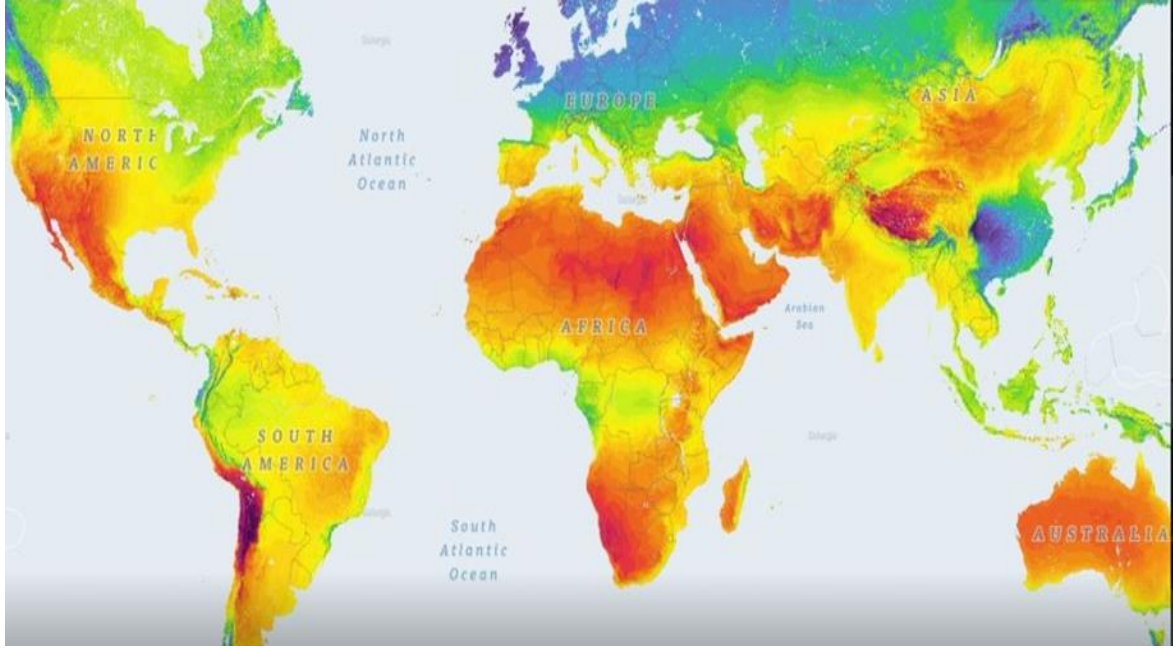 EUROPE
ASIA
NORTH
AMERIC
North
Atlantic
Ocean
Arabian
Sea
AFRICA
SOUTH
AMERICA
South
Atlantic
Ocean
AUSTRALIA